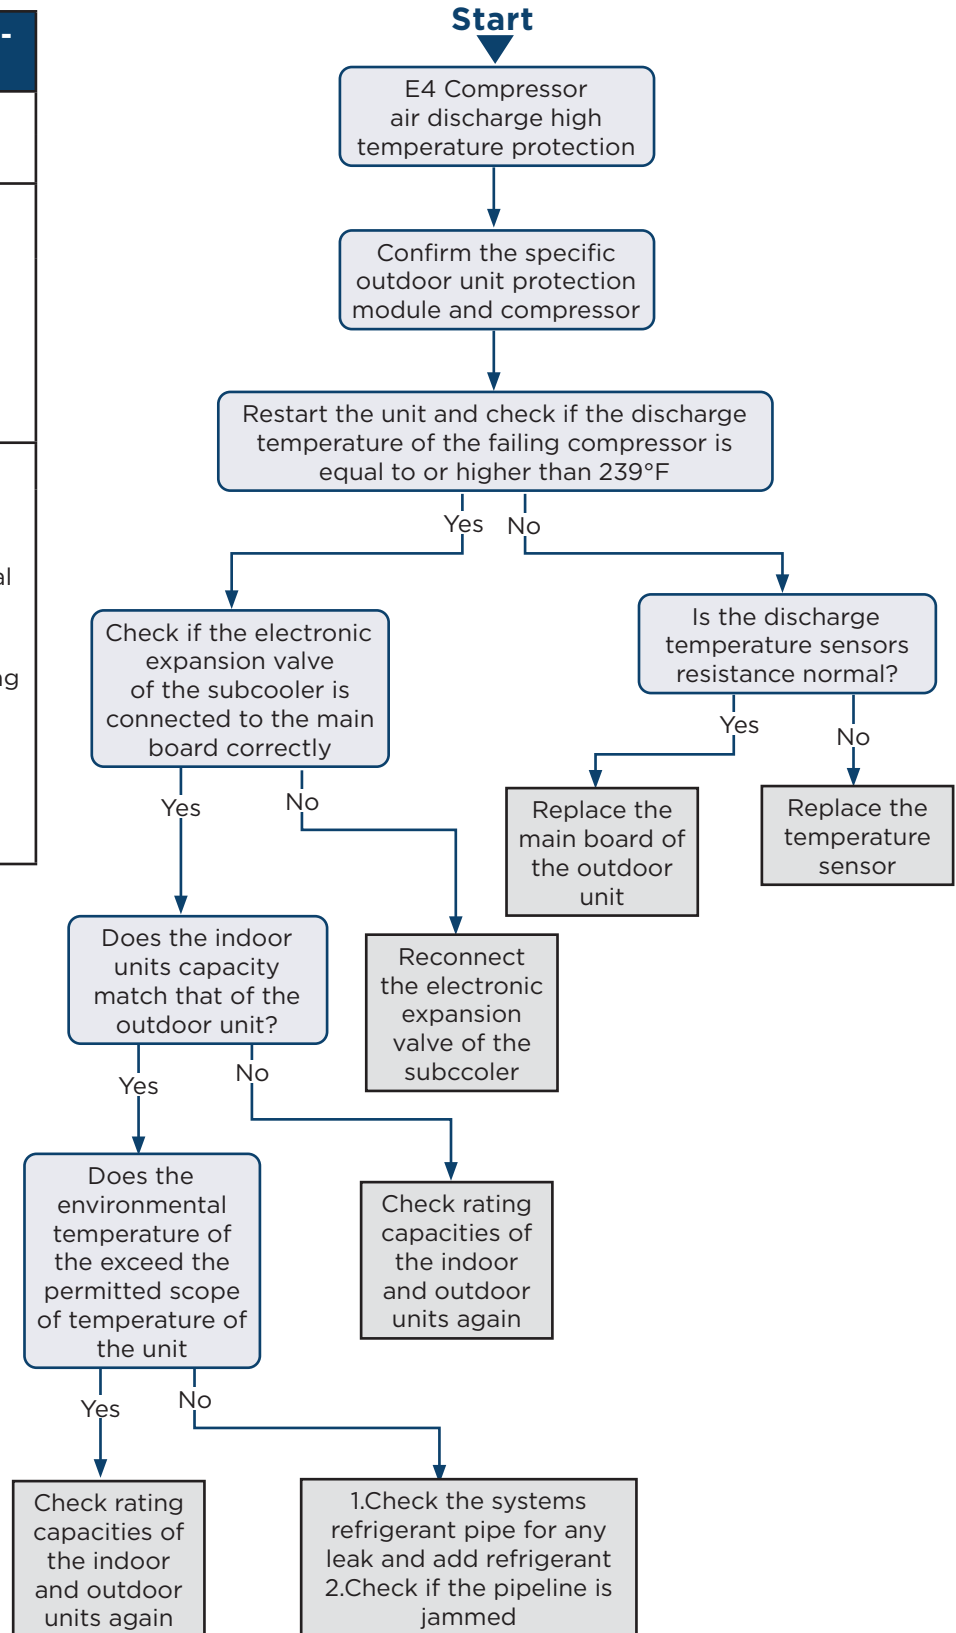 -
al
ng
Start
E4 Compressor
air discharge high
temperature protection
Confirm the specific
outdoor unit protection
module and compressor
Restart the unit and check if the discharge
temperature of the failing compressor is
equal to or higher than 239°F
Yes No
Check if the electronic
expansion valve
of the subcooler is
connected to the main
board correctly
Is the discharge
temperature sensors
resistance normal?
Yes
No
Replace the
main board of
the outdoor
unit
Replace the
temperature
sensor
Yes
No
Reconnect
the electronic
expansion
valve of the
subccoler
Does the indoor
units capacity
match that of the
outdoor unit?
Yes
No
Check rating
capacities of
the indoor
and outdoor
units again
Does the
environmental
temperature of
the exceed the
permitted scope
of temperature of
the unit
Yes
No
Check rating
capacities of
the indoor
and outdoor
units again
1.Check the systems
refrigerant pipe for any
leak and add refrigerant
2.Check if the pipeline is
jammed